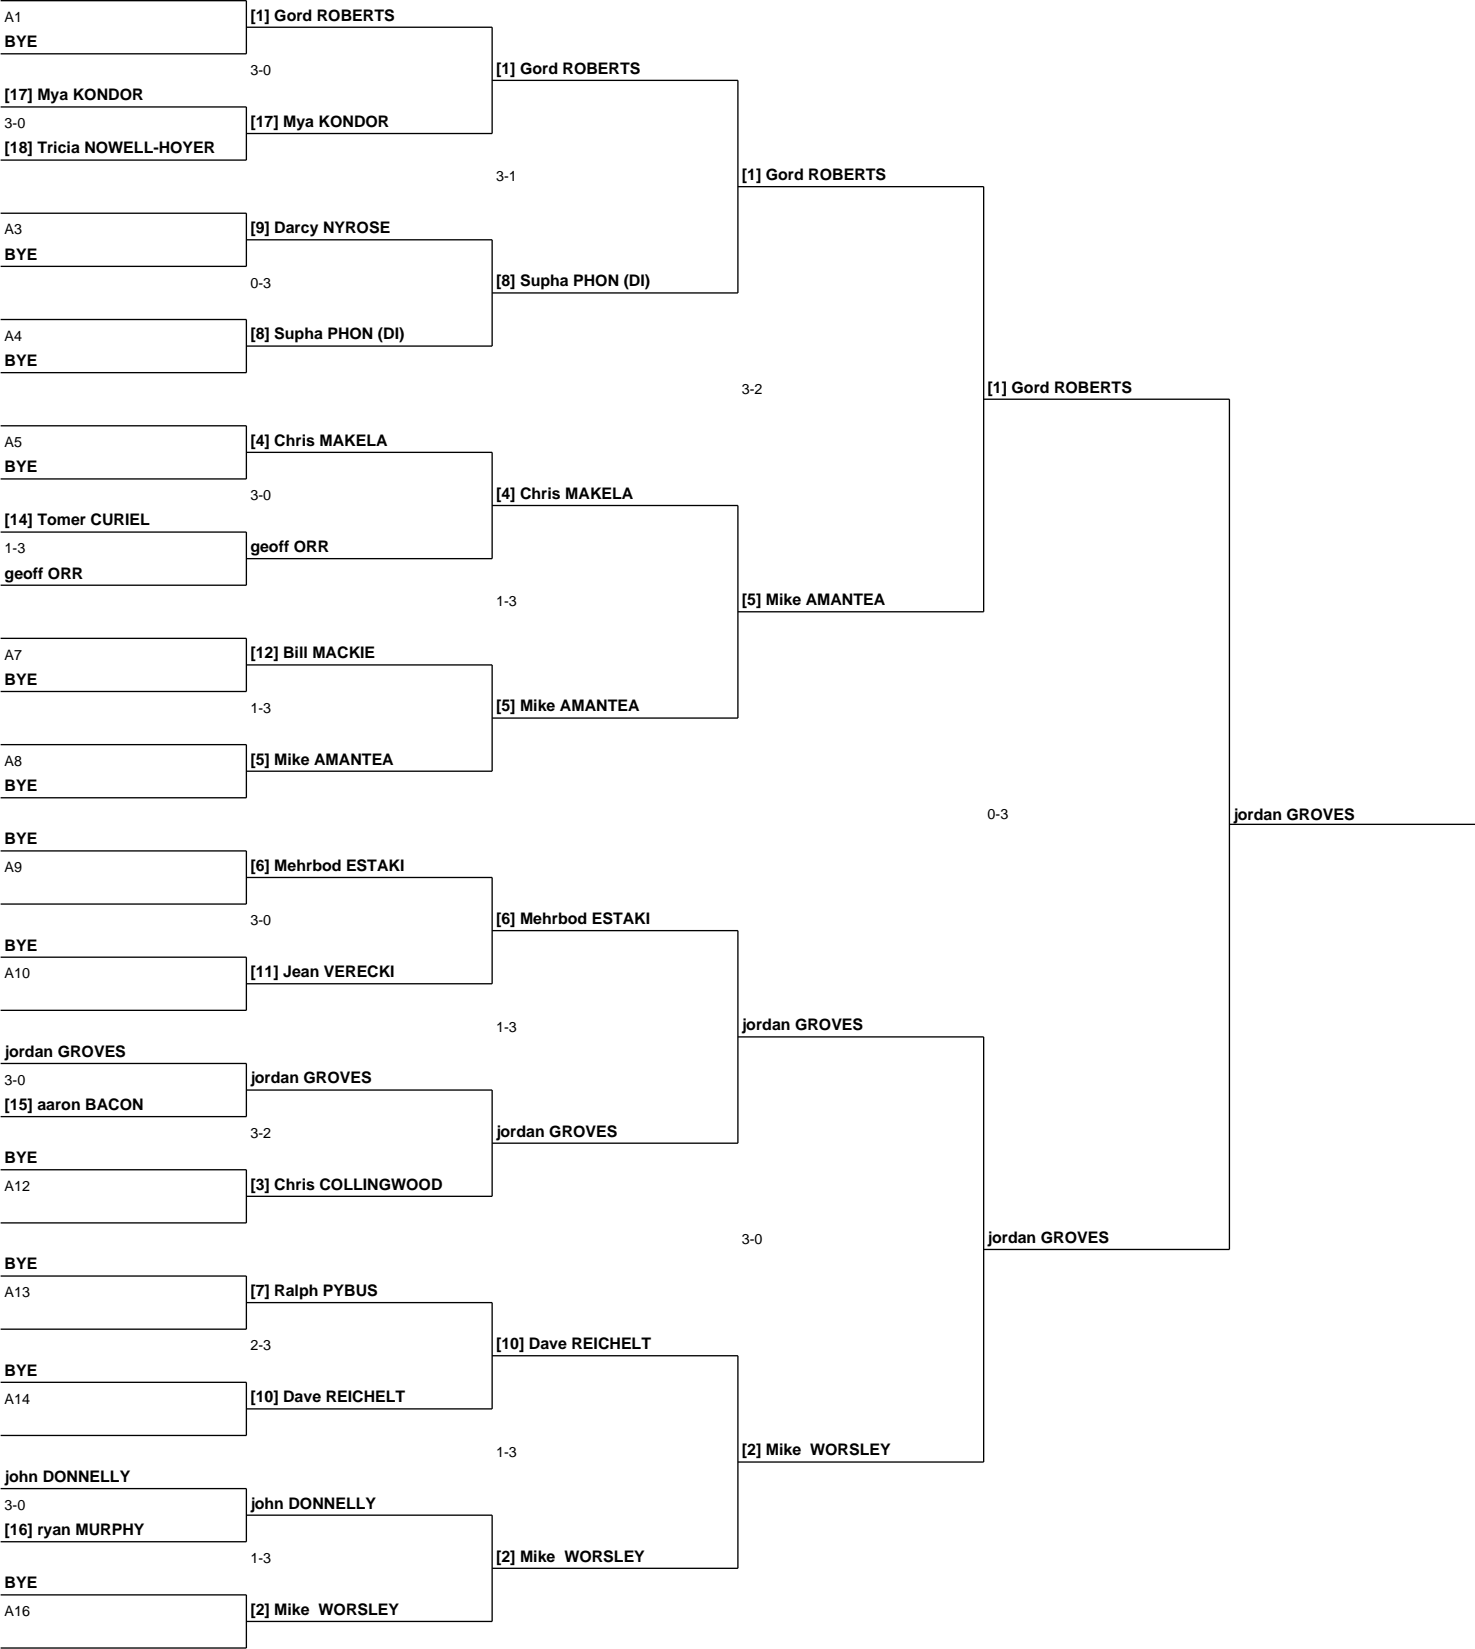 A1
BYE
[1] Gord ROBERTS
3-0
[17] Mya KONDOR
3-0
[18] Tricia NOWELL-HOYER
[17] Mya KONDOR
[1] Gord ROBERTS
3-1
A3
BYE
[9] Darcy NYROSE
0-3
A4
BYE
[8] Supha PHON (DI)
[8] Supha PHON (DI)
[1] Gord ROBERTS
3-2
A5
BYE
[4] Chris MAKELA
3-0
[14] Tomer CURIEL
1-3
geoff ORR
geoff ORR
[4] Chris MAKELA
1-3
A7
BYE
[12] Bill MACKIE
1-3
A8
BYE
[5] Mike AMANTEA
[5] Mike AMANTEA
[5] Mike AMANTEA
[1] Gord ROBERTS
0-3
jordan GROVES
BYE
A9
[6] Mehrbod ESTAKI
3-0
BYE
A10
[11] Jean VERECKI
[6] Mehrbod ESTAKI
1-3
jordan GROVES
3-0
[15] aaron BACON
jordan GROVES
3-2
BYE
A12
[3] Chris COLLINGWOOD
jordan GROVES
jordan GROVES
3-0
BYE
A13
[7] Ralph PYBUS
2-3
BYE
A14
[10] Dave REICHELT
[10] Dave REICHELT
1-3
john DONNELLY
3-0
[16] ryan MURPHY
john DONNELLY
1-3
BYE
A16
[2] Mike  WORSLEY
[2] Mike  WORSLEY
[2] Mike  WORSLEY
jordan GROVES